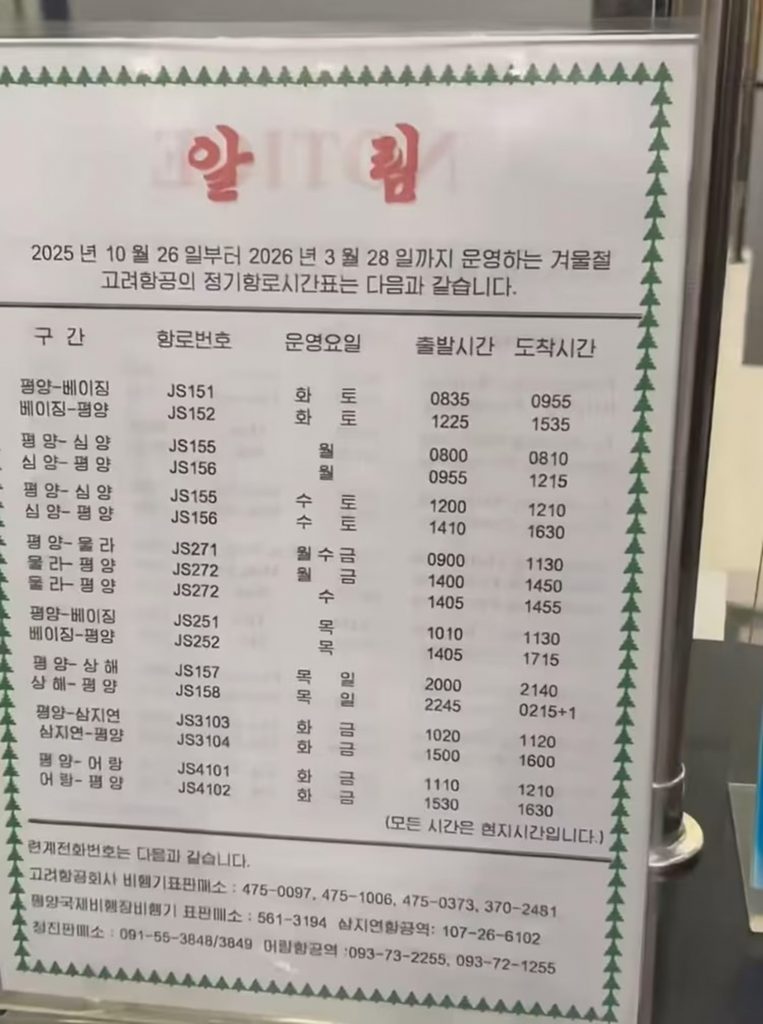 알 림
2025 년 10 월 26 일부터 2026 년 3 월 28 일까지 운영하는 겨울철
고려항공의 정기항로시간표는 다음과 같습니다.
구 간 항로번호 운영요일 출발시간 도착시간
평양-베이징 JS151 화 토 0835 0955
베이징-평양 JS152 화 토 1225 1535
평 양- 심 양 JS155 월 0800 0810
심 양- 평 양 JS156 월 0955 1215
평 양- 심 양 JS155 수 토 1200 1210
심 양- 평 양 JS156 수 토 1410 1630
평 양-울 라 JS271 월 수 금 0900 1130
울 라- 평 양 JS272 월 금 1400 1450
울 라- 평 양 JS272 수 1405 1455
평양-베이징 JS251 목 1010 1130
베이징-평양 JS252 목 1405 1715
평 양- 상 해 JS157 목 일 2000 2140
상 해- 평 양 JS158 목 일 2245 0215+1
평양-삼지연 JS3103 화 금 1020 1120
삼지연-평양 JS3104 화 금 1500 1600
평 양- 어 랑 JS4101 화 금 1110 1210
어 랑- 평 양 JS4102 화 금 1530 1630
(모든 시간은 현지시간입니다.)
련계전화번호는 다음과 같습니다.
고려항공회사 비행기표판매소 : 475-0097, 475-1006, 475-0373, 370-2481
평양국제비행장비행기 표판매소 : 561-3194 삼지연항공역: 107-26-6102
청진판매소 : 091-55-3848/3849 어랑항공역 :093-73-2255, 093-72-1255